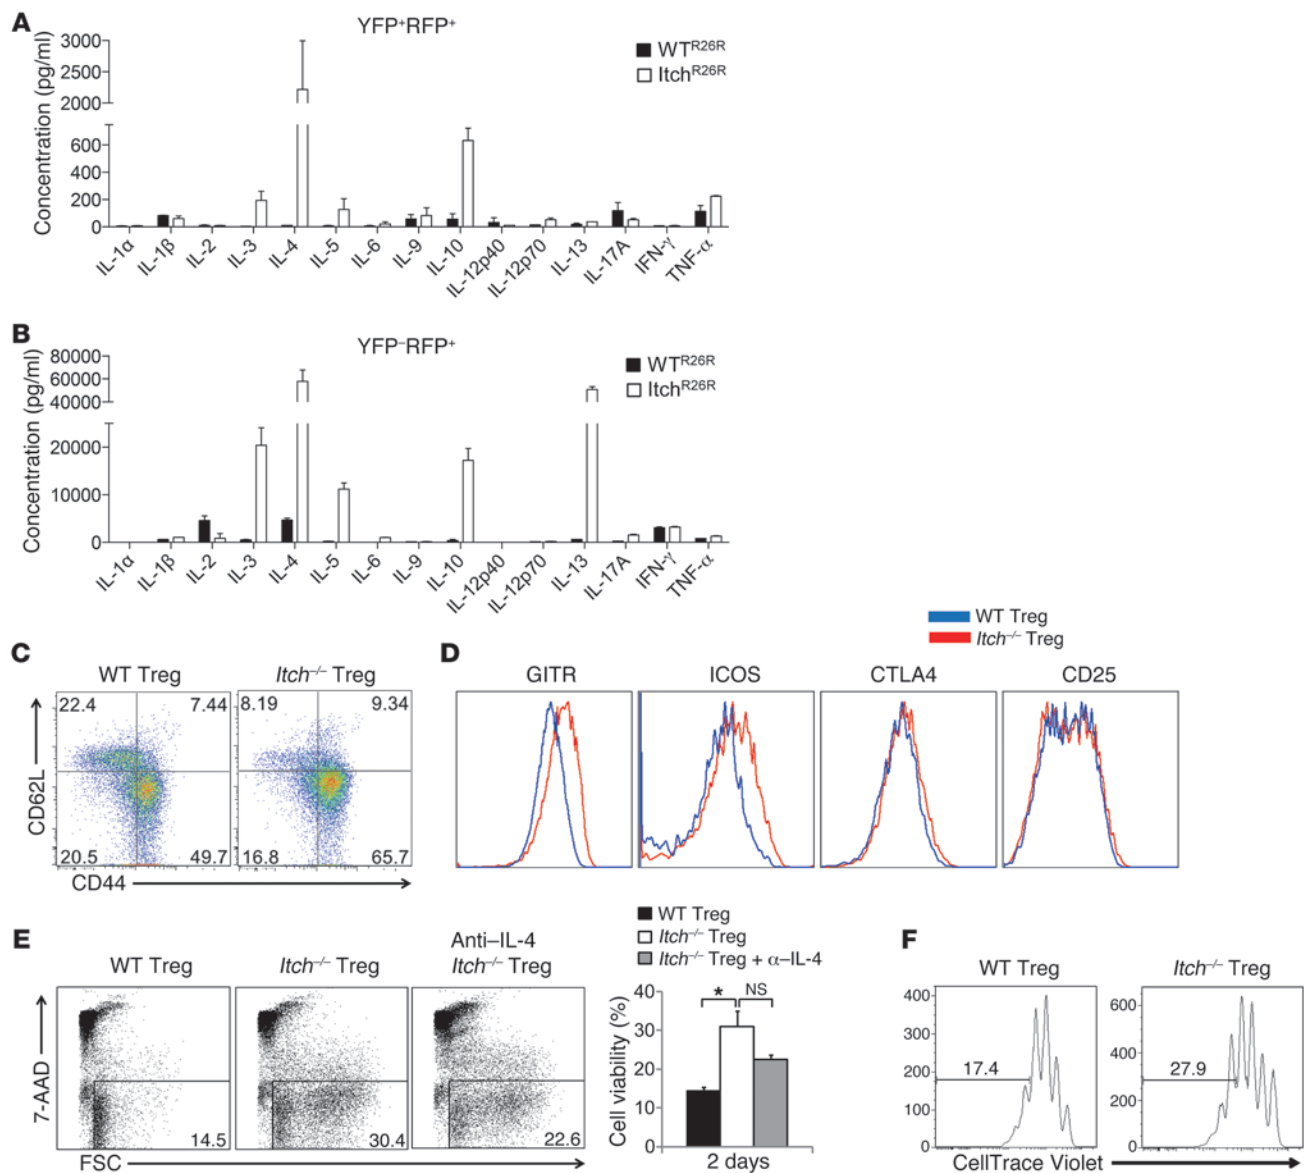 A
YFP⁺RFP⁺
WT^R26R
Itch^R26R
Concentration (pg/ml)
3000
2500
2000
600
400
200
0
IL-1α IL-1β IL-2 IL-3 IL-4 IL-5 IL-6 IL-9 IL-10 IL-12p40 IL-12p70 IL-13 IL-17A IFN-γ TNF-α
B
YFP⁻RFP⁺
WT^R26R
Itch^R26R
Concentration (pg/ml)
80000
60000
40000
20000
10000
0
IL-1α IL-1β IL-2 IL-3 IL-4 IL-5 IL-6 IL-9 IL-10 IL-12p40 IL-12p70 IL-13 IL-17A IFN-γ TNF-α
C
WT Treg Itch⁻/⁻ Treg
22.4 7.44 8.19 9.34
20.5 49.7 16.8 65.7
CD62L
CD44
WT Treg
Itch⁻/⁻ Treg
D
GITR ICOS CTLA4 CD25
E
WT Treg Itch⁻/⁻ Treg
Anti–IL-4
Itch⁻/⁻ Treg
14.5 30.4 22.6
7-AAD
FSC
WT Treg
Itch⁻/⁻ Treg
Itch⁻/⁻ Treg + α–IL-4
Cell viability (%)
40
30
20
10
0
* NS
2 days
F
WT Treg Itch⁻/⁻ Treg
400
300
200
100
0
17.4
600
400
200
0
27.9
CellTrace Violet